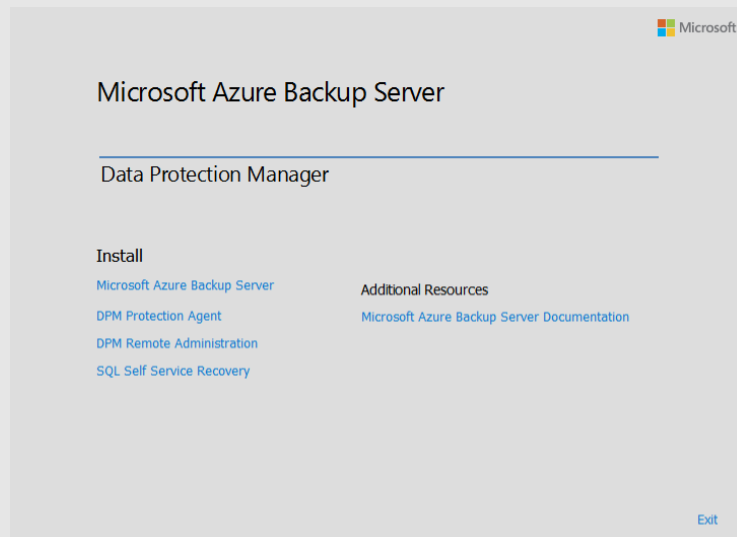 Microsoft
Microsoft Azure Backup Server
Data Protection Manager
Install
Microsoft Azure Backup Server
DPM Protection Agent
DPM Remote Administration
SQL Self Service Recovery
Additional Resources
Microsoft Azure Backup Server Documentation
Exit